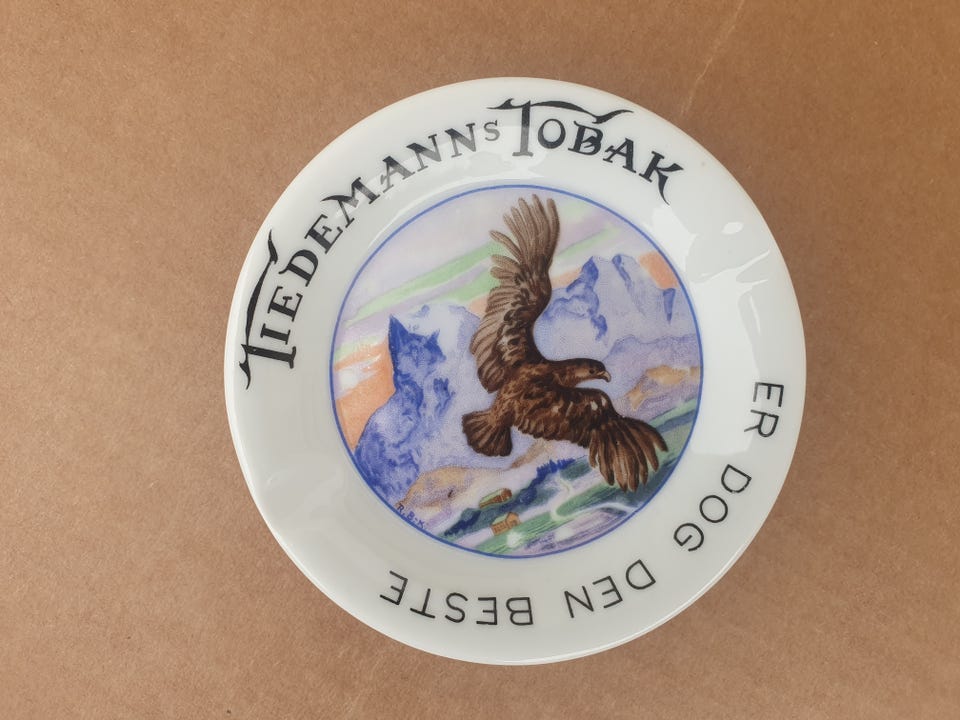 TIEDEMANNS TOBAK
ER DOG DEN BESTE
R.B-K.